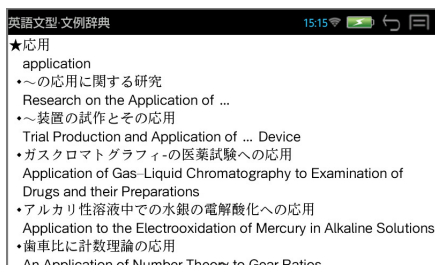 英語文型·文例辞典 15:15
★応用
application
•～の応用に関する研究
Research on the Application of ...
•～装置の試作とその応用
Trial Production and Application of ... Device
•ガスクロマトグラフィ-の医薬試験への応用
Application of Gas–Liquid Chromatography to Examination of
Drugs and their Preparations
•アルカリ性溶液中での水銀の電解酸化への応用
Application to the Electrooxidation of Mercury in Alkaline Solutions
•歯車比に計数理論の応用
An Application of Number Theory to Gear Ratios